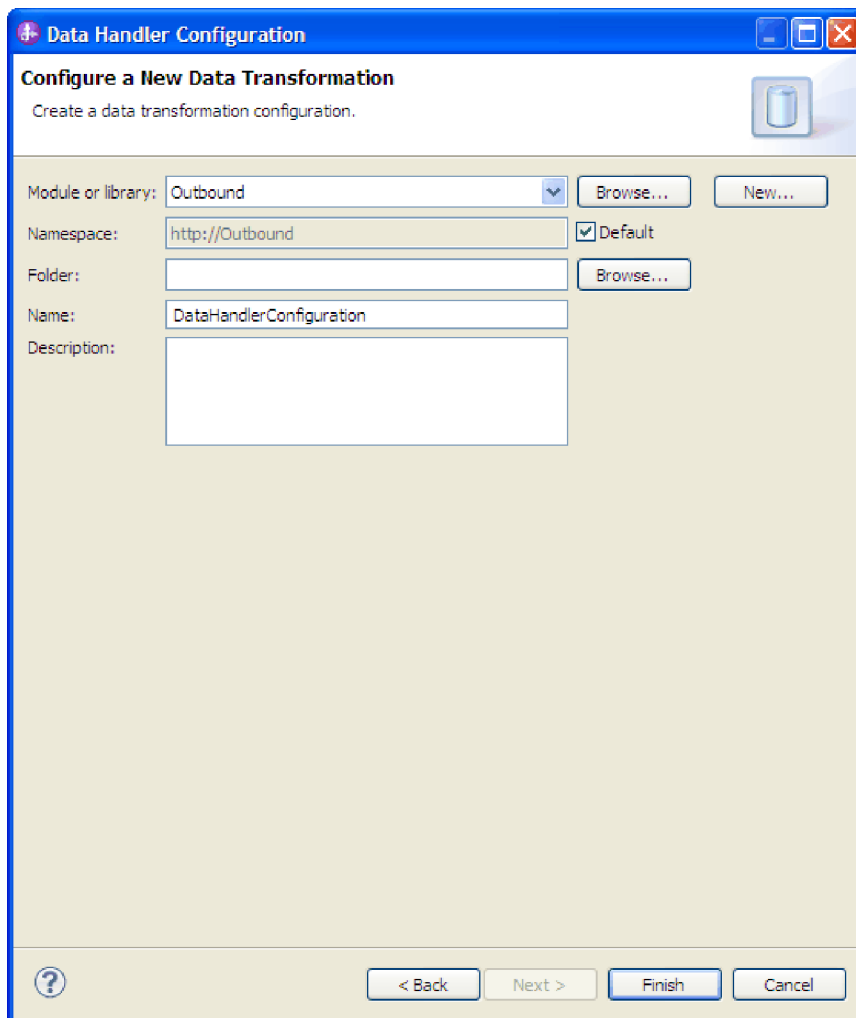 Data Handler Configuration
Configure a New Data Transformation
Create a data transformation configuration.
Module or library: Outbound Browse... New...
Namespace: http://Outbound Default
Folder: Browse...
Name: DataHandlerConfiguration
Description:
? < Back Next > Finish Cancel